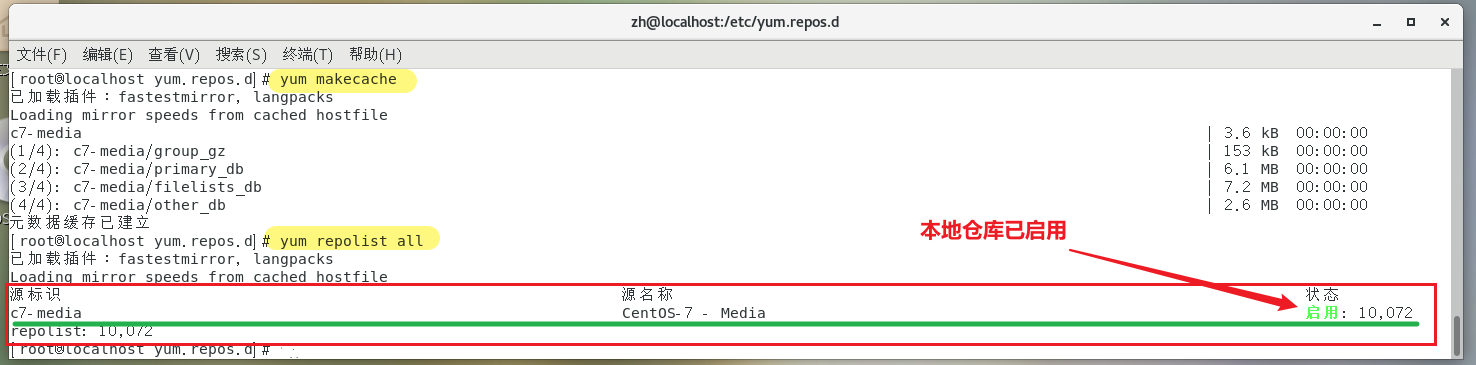 zh@localhost:/etc/yum.repos.d
文件(F) 编辑(E) 查看(V) 搜索(S) 终端(T) 帮助(H)
[root@localhost yum.repos.d]# yum makecache
已加载插件：fastestmirror, langpacks
Loading mirror speeds from cached hostfile
c7-media | 3.6 kB 00:00:00
(1/4): c7-media/group_gz | 153 kB 00:00:00
(2/4): c7-media/primary_db | 6.1 MB 00:00:00
(3/4): c7-media/filelists_db | 7.2 MB 00:00:00
(4/4): c7-media/other_db | 2.6 MB 00:00:00
元数据缓存已建立
[root@localhost yum.repos.d]# yum repolist all
本地仓库已启用
已加载插件：fastestmirror, langpacks
Loading mirror speeds from cached hostfile
源标识 源名称 状态
c7-media CentOS-7 - Media 启用: 10,072
repolist: 10,072
[root@localhost yum.repos.d]#